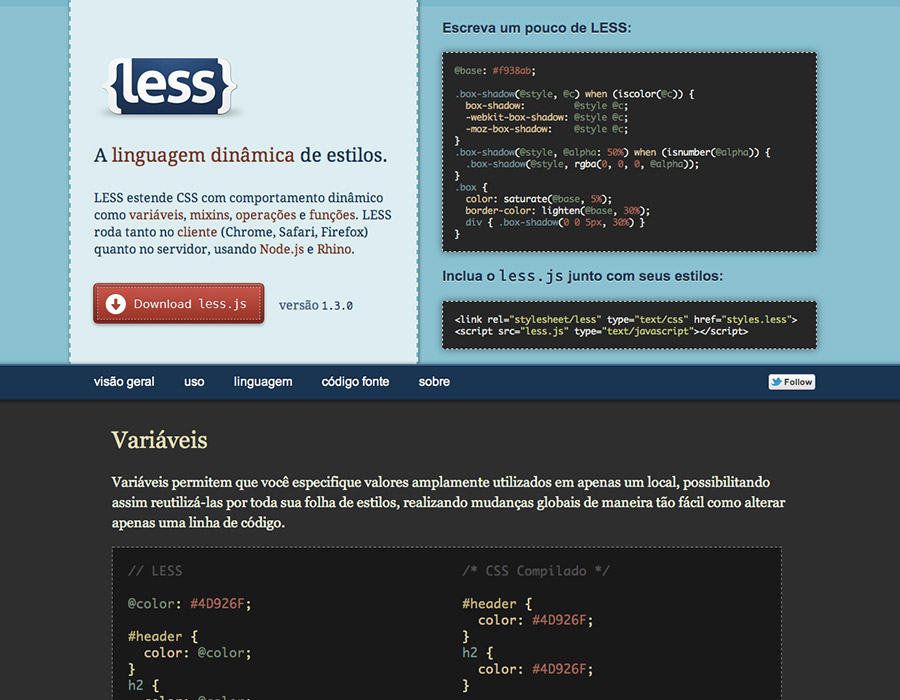 {less}
A linguagem dinâmica de estilos.
LESS estende CSS com comportamento dinâmico
como variáveis, mixins, operações e funções. LESS
roda tanto no cliente (Chrome, Safari, Firefox)
quanto no servidor, usando Node.js e Rhino.
Download less.js
versão 1.3.0
Escreva um pouco de LESS:
@base: #f938ab;
.box-shadow(@style, @c) when (iscolor(@c)) {
box-shadow: @style @c;
-webkit-box-shadow: @style @c;
-moz-box-shadow: @style @c;
}
.box-shadow(@style, @alpha: 50%) when (isnumber(@alpha)) {
.box-shadow(@style, rgba(0, 0, 0, @alpha));
}
.box {
color: saturate(@base, 5%);
border-color: lighten(@base, 30%);
div { .box-shadow(0 0 5px, 30%) }
}
Inclua o less.js junto com seus estilos:
<link rel="stylesheet/less" type="text/css" href="styles.less">
<script src="less.js" type="text/javascript"></script>
visão geral uso linguagem código fonte sobre
Follow
Variáveis
Variáveis permitem que você especifique valores amplamente utilizados em apenas um local, possibilitando
assim reutilizá-las por toda sua folha de estilos, realizando mudanças globais de maneira tão fácil como alterar
apenas uma linha de código.
// LESS
@color: #4D926F;
#header {
color: @color;
}
h2 {
color: @color;
/* CSS Compilado */
#header {
color: #4D926F;
}
h2 {
color: #4D926F;
}